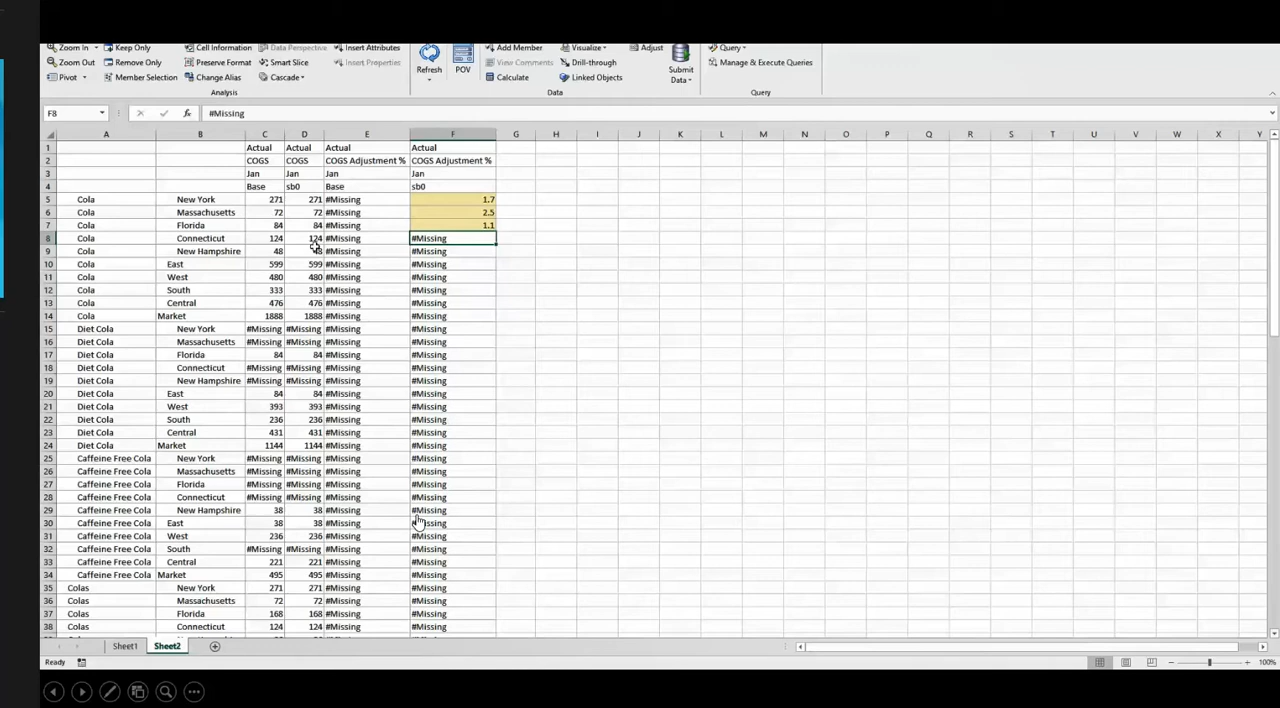 Zoom In Keep Only Cell Information Data Perspective Insert Attributes Add Member Visualize Adjust Query
Zoom Out Remove Only Preserve Format Smart Slice Insert Properties Refresh POV View Comments Drill-through Submit Data Manage & Execute Queries
Pivot Member Selection Change Alias Cascade Calculate Linked Objects
Analysis Data Query
F8 fx #Missing
A B C D E F G H I J K L M N O P Q R S T U V W X Y
1 Actual Actual Actual Actual
2 COGS COGS COGS Adjustment % COGS Adjustment %
3 Jan Jan Jan Jan
4 Base sb0 Base sb0
5 Cola New York 271 271 #Missing 1.7
6 Cola Massachusetts 72 72 #Missing 2.5
7 Cola Florida 84 84 #Missing 1.1
8 Cola Connecticut 124 124 #Missing #Missing
9 Cola New Hampshire 48 48 #Missing #Missing
10 Cola East 599 599 #Missing #Missing
11 Cola West 480 480 #Missing #Missing
12 Cola South 333 333 #Missing #Missing
13 Cola Central 476 476 #Missing #Missing
14 Cola Market 1888 1888 #Missing #Missing
15 Diet Cola New York #Missing #Missing #Missing #Missing
16 Diet Cola Massachusetts #Missing #Missing #Missing #Missing
17 Diet Cola Florida 84 84 #Missing #Missing
18 Diet Cola Connecticut #Missing #Missing #Missing #Missing
19 Diet Cola New Hampshire #Missing #Missing #Missing #Missing
20 Diet Cola East 84 84 #Missing #Missing
21 Diet Cola West 393 393 #Missing #Missing
22 Diet Cola South 236 236 #Missing #Missing
23 Diet Cola Central 431 431 #Missing #Missing
24 Diet Cola Market 1144 1144 #Missing #Missing
25 Caffeine Free Cola New York #Missing #Missing #Missing #Missing
26 Caffeine Free Cola Massachusetts #Missing #Missing #Missing #Missing
27 Caffeine Free Cola Florida #Missing #Missing #Missing #Missing
28 Caffeine Free Cola Connecticut #Missing #Missing #Missing #Missing
29 Caffeine Free Cola New Hampshire 38 38 #Missing #Missing
30 Caffeine Free Cola East 38 38 #Missing #Missing
31 Caffeine Free Cola West 236 236 #Missing #Missing
32 Caffeine Free Cola South #Missing #Missing #Missing #Missing
33 Caffeine Free Cola Central 221 221 #Missing #Missing
34 Caffeine Free Cola Market 495 495 #Missing #Missing
35 Colas New York 271 271 #Missing #Missing
36 Colas Massachusetts 72 72 #Missing #Missing
37 Colas Florida 168 168 #Missing #Missing
38 Colas Connecticut 124 124 #Missing #Missing
Sheet1 Sheet2
Ready 100%